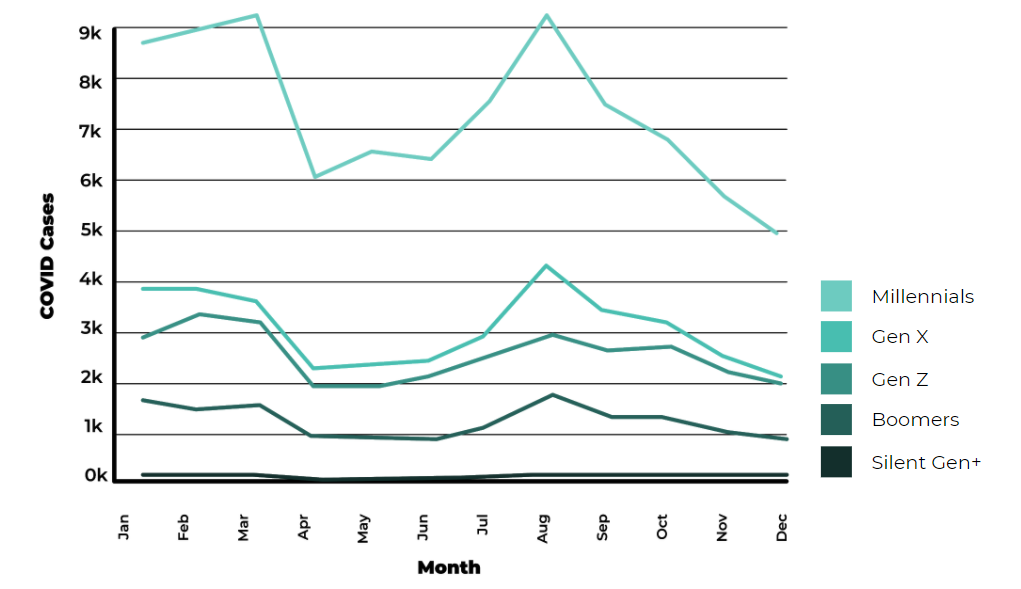 9k
8k
7k
6k
5k
4k
3k
2k
1k
0k
COVID Cases
Jan
Feb
Mar
Apr
May
Jun
Jul
Aug
Sep
Oct
Nov
Dec
Month
Millennials
Gen X
Gen Z
Boomers
Silent Gen+